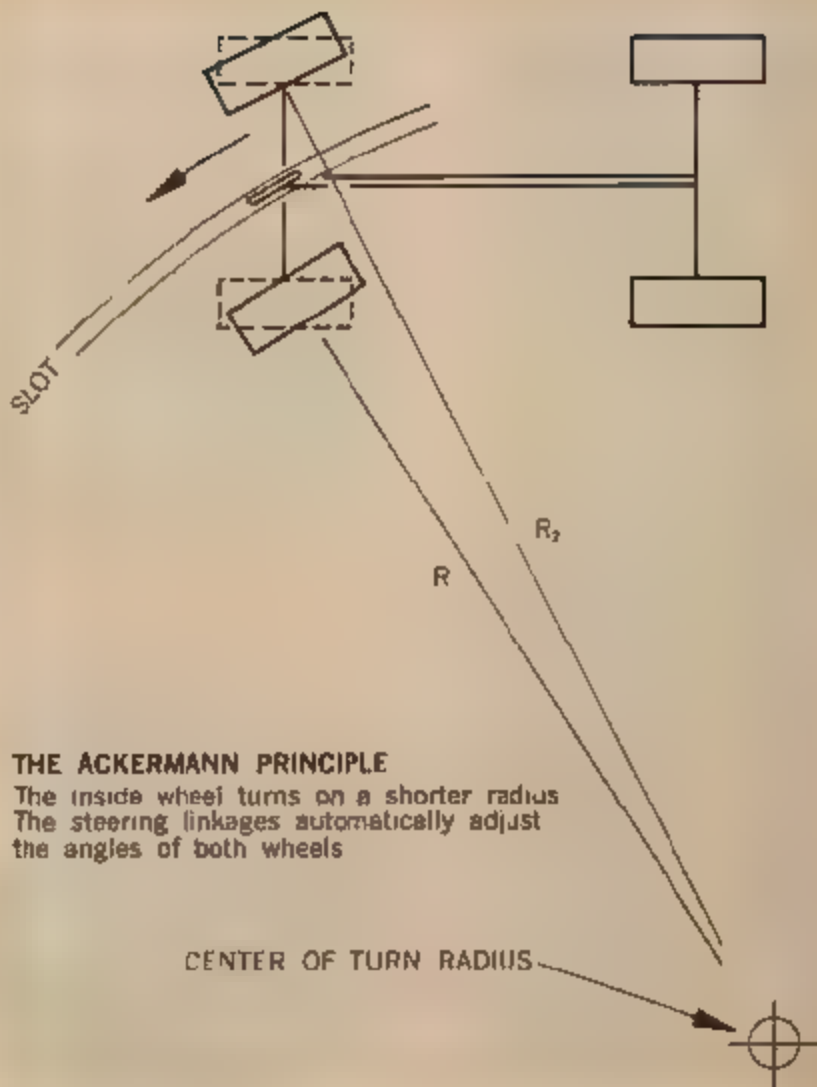 SLOT
R₂
R
THE ACKERMANN PRINCIPLE
The inside wheel turns on a shorter radius
The steering linkages automatically adjust
the angles of both wheels
CENTER OF TURN RADIUS